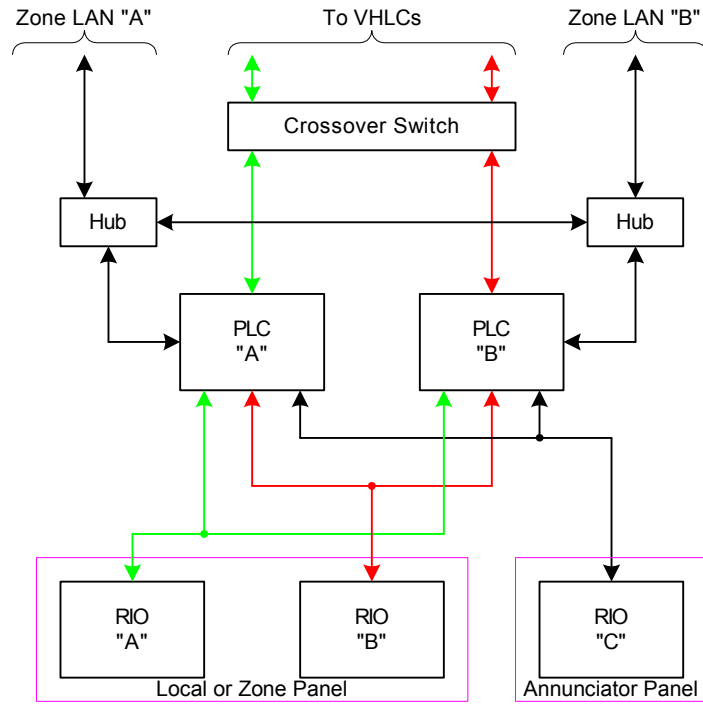 Zone LAN "A"
To VHLCs
Zone LAN "B"
Crossover Switch
Hub
Hub
PLC
"A"
PLC
"B"
RIO
"A"
RIO
"B"
RIO
"C"
Local or Zone Panel
Annunciator Panel